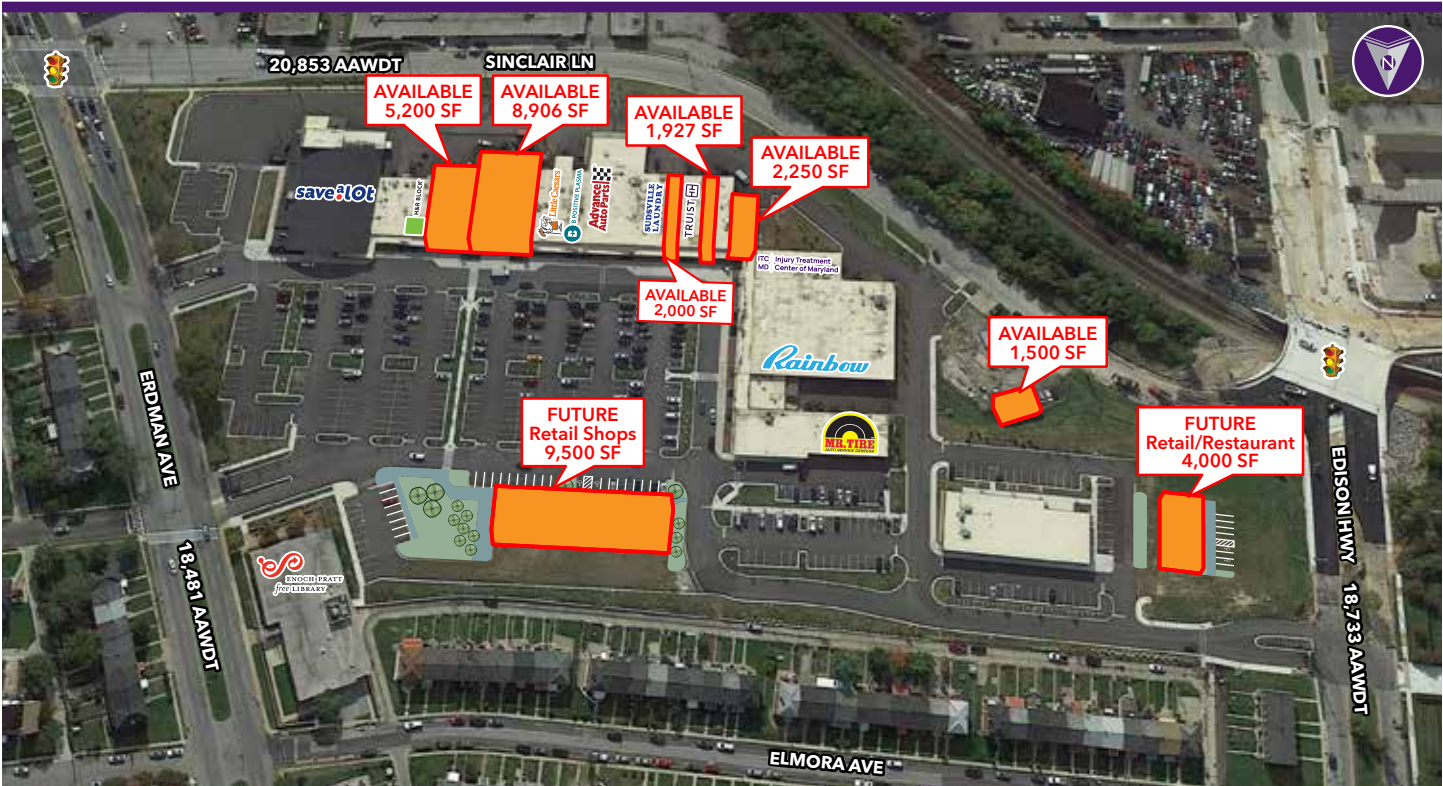 N
20,853 AAWDT
SINCLAIR LN
AVAILABLE
5,200 SF
AVAILABLE
8,906 SF
AVAILABLE
1,927 SF
AVAILABLE
2,250 SF
save a lot
H&R BLOCK
Little Caesars
B POSITIVE PLASMA
Advance
Auto Parts
SUDSVILLE
LAUNDRY
TRUIST
ITC Injury Treatment
MD Center of Maryland
AVAILABLE
2,000 SF
Rainbow
AVAILABLE
1,500 SF
MR. TIRE
AUTO SERVICE CENTERS
FUTURE
Retail Shops
9,500 SF
FUTURE
Retail/Restaurant
4,000 SF
ERDMAN AVE
18,481 AAWDT
ENOCH PRATT
free LIBRARY
EDISON HWY
18,733 AAWDT
ELMORA AVE